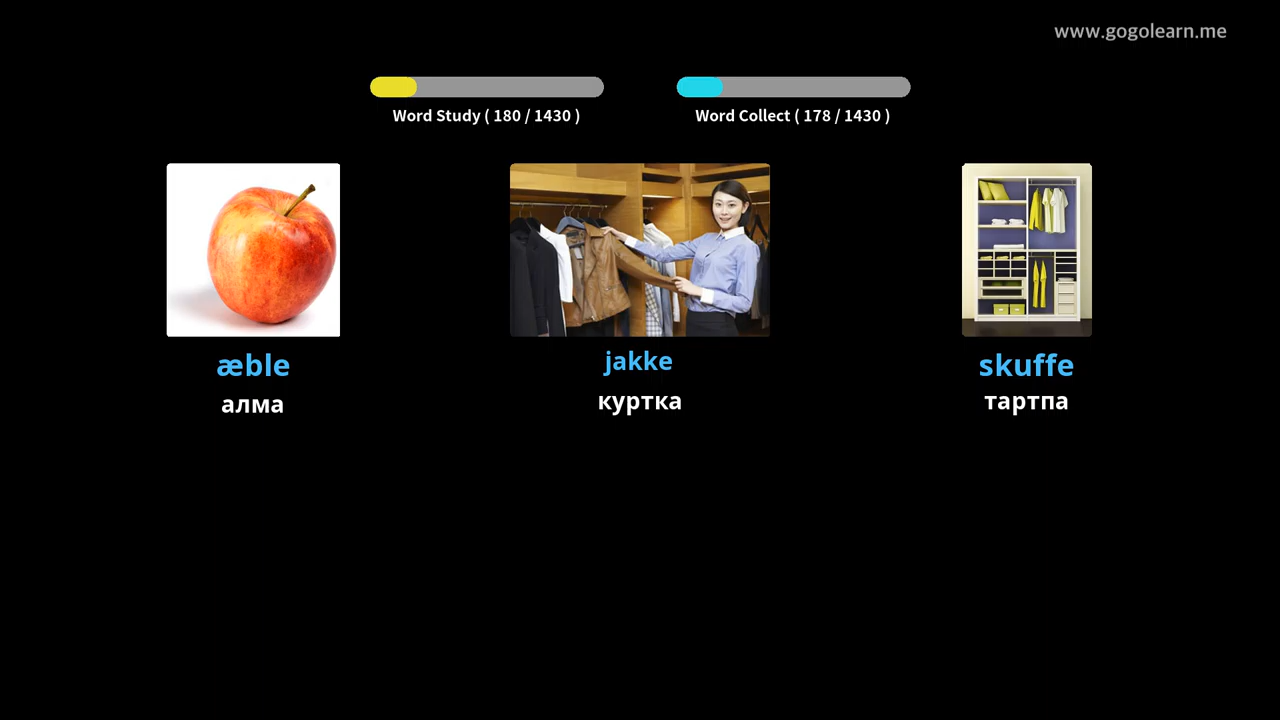 www.gogolearn.me
Word Study ( 180 / 1430 )
Word Collect ( 178 / 1430 )
æble
jakke
skuffe
алма
куртка
тартпа